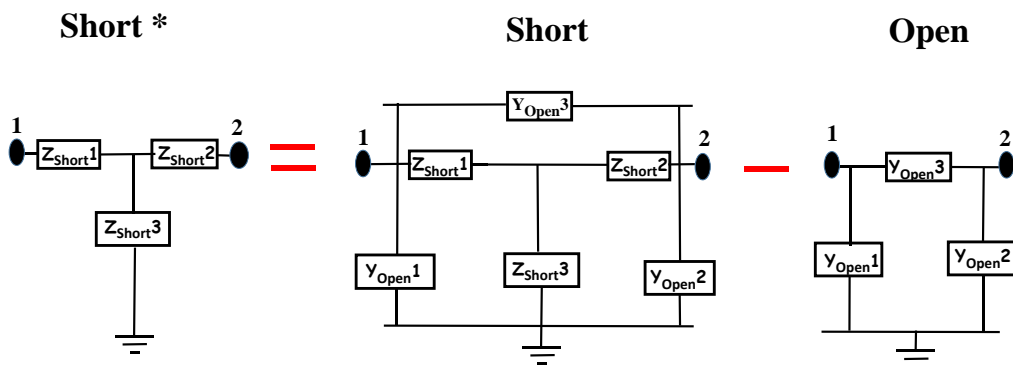 Short *
Short
Open
1
Z_Short1
Z_Short2
2
Z_Short3
Y_Open3
1
Z_Short1
Z_Short2
2
Y_Open1
Z_Short3
Y_Open2
1
Y_Open3
2
Y_Open1
Y_Open2